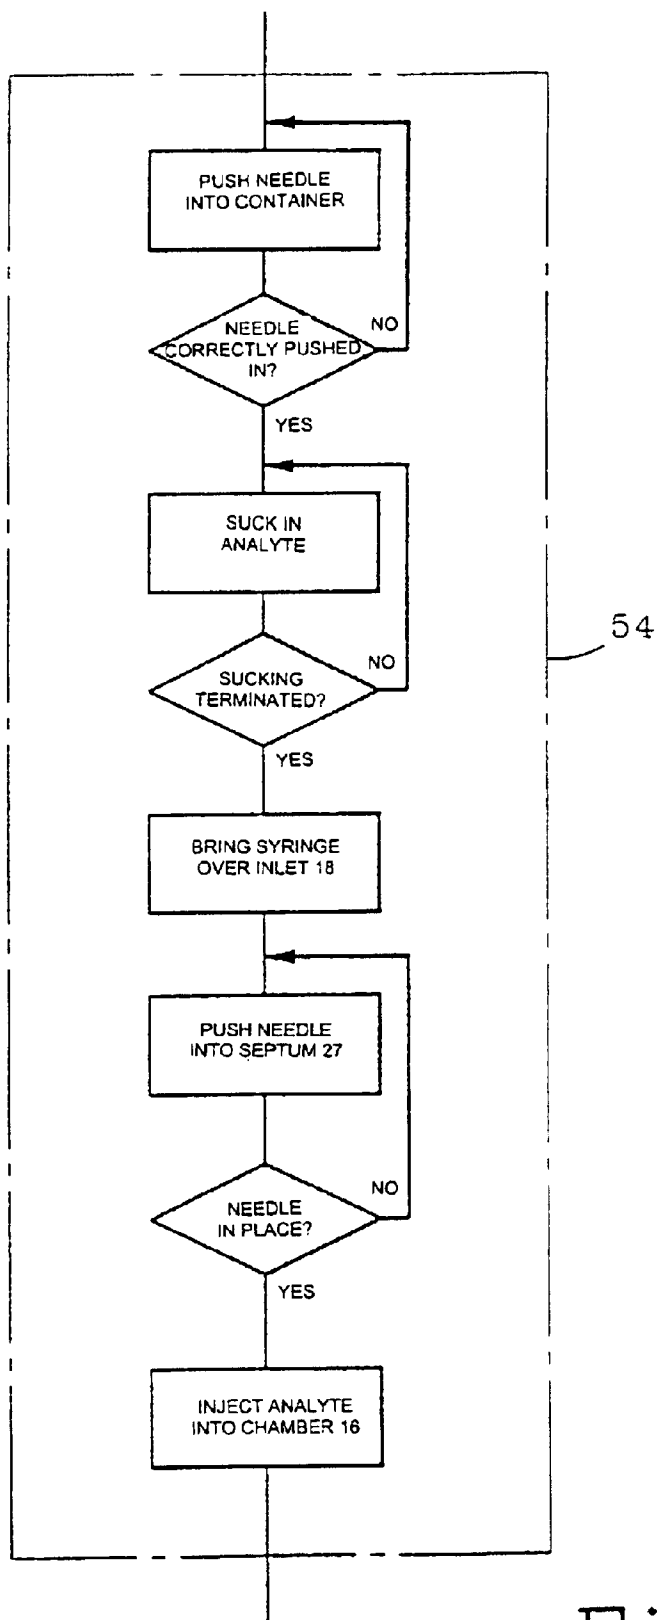 PUSH NEEDLE
INTO CONTAINER
NEEDLE
CORRECTLY PUSHED
IN?
NO
YES
SUCK IN
ANALYTE
54
SUCKING
TERMINATED?
NO
YES
BRING SYRINGE
OVER INLET 18
PUSH NEEDLE
INTO SEPTUM 27
NEEDLE
IN PLACE?
NO
YES
INJECT ANALYTE
INTO CHAMBER 16